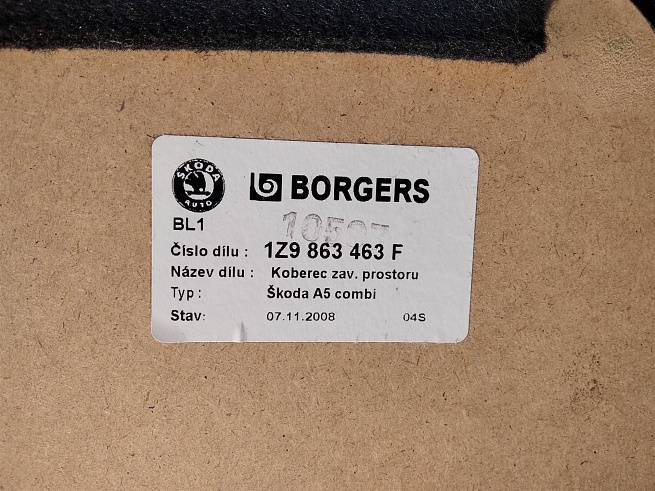 ŠKODA
AUTO
BORGERS
BL1
Číslo dílu : 1Z9 863 463 F
Název dílu : Koberec zav. prostoru
Typ : Škoda A5 combi
Stav: 07.11.2008 04S